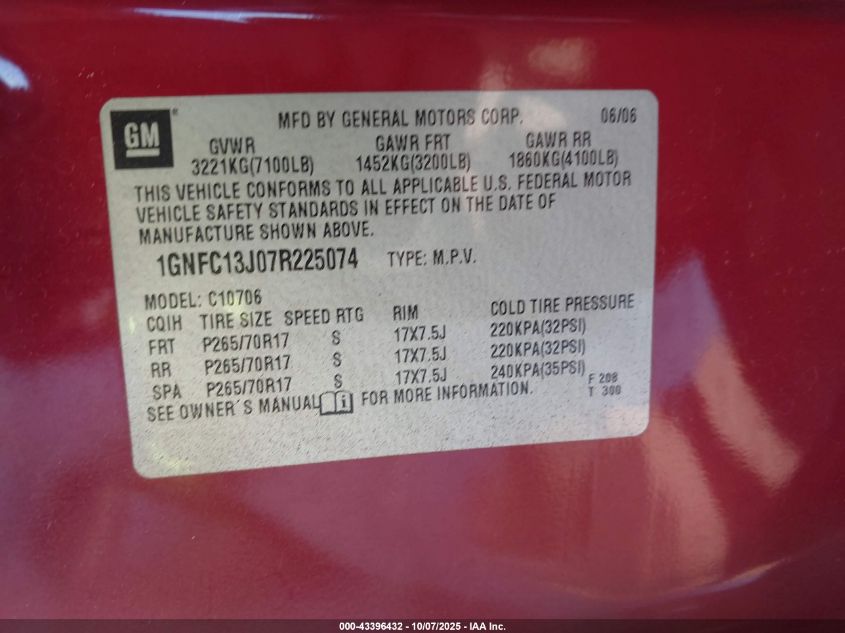 GM®
MFD BY GENERAL MOTORS CORP. 06/06
GVWR GAWR FRT GAWR RR
3221KG(7100LB) 1452KG(3200LB) 1860KG(4100LB)
THIS VEHICLE CONFORMS TO ALL APPLICABLE U.S. FEDERAL MOTOR
VEHICLE SAFETY STANDARDS IN EFFECT ON THE DATE OF
MANUFACTURE SHOWN ABOVE.
1GNFC13J07R225074 TYPE: M.P.V.
MODEL: C10706
CQIH TIRE SIZE SPEED RTG RIM COLD TIRE PRESSURE
FRT P265/70R17 S 17X7.5J 220KPA(32PSI)
RR P265/70R17 S 17X7.5J 220KPA(32PSI)
SPA P265/70R17 S 17X7.5J 240KPA(35PSI)
SEE OWNER'S MANUAL i FOR MORE INFORMATION.
F 208
T 300
000-43396432 - 10/07/2025 - IAA Inc.